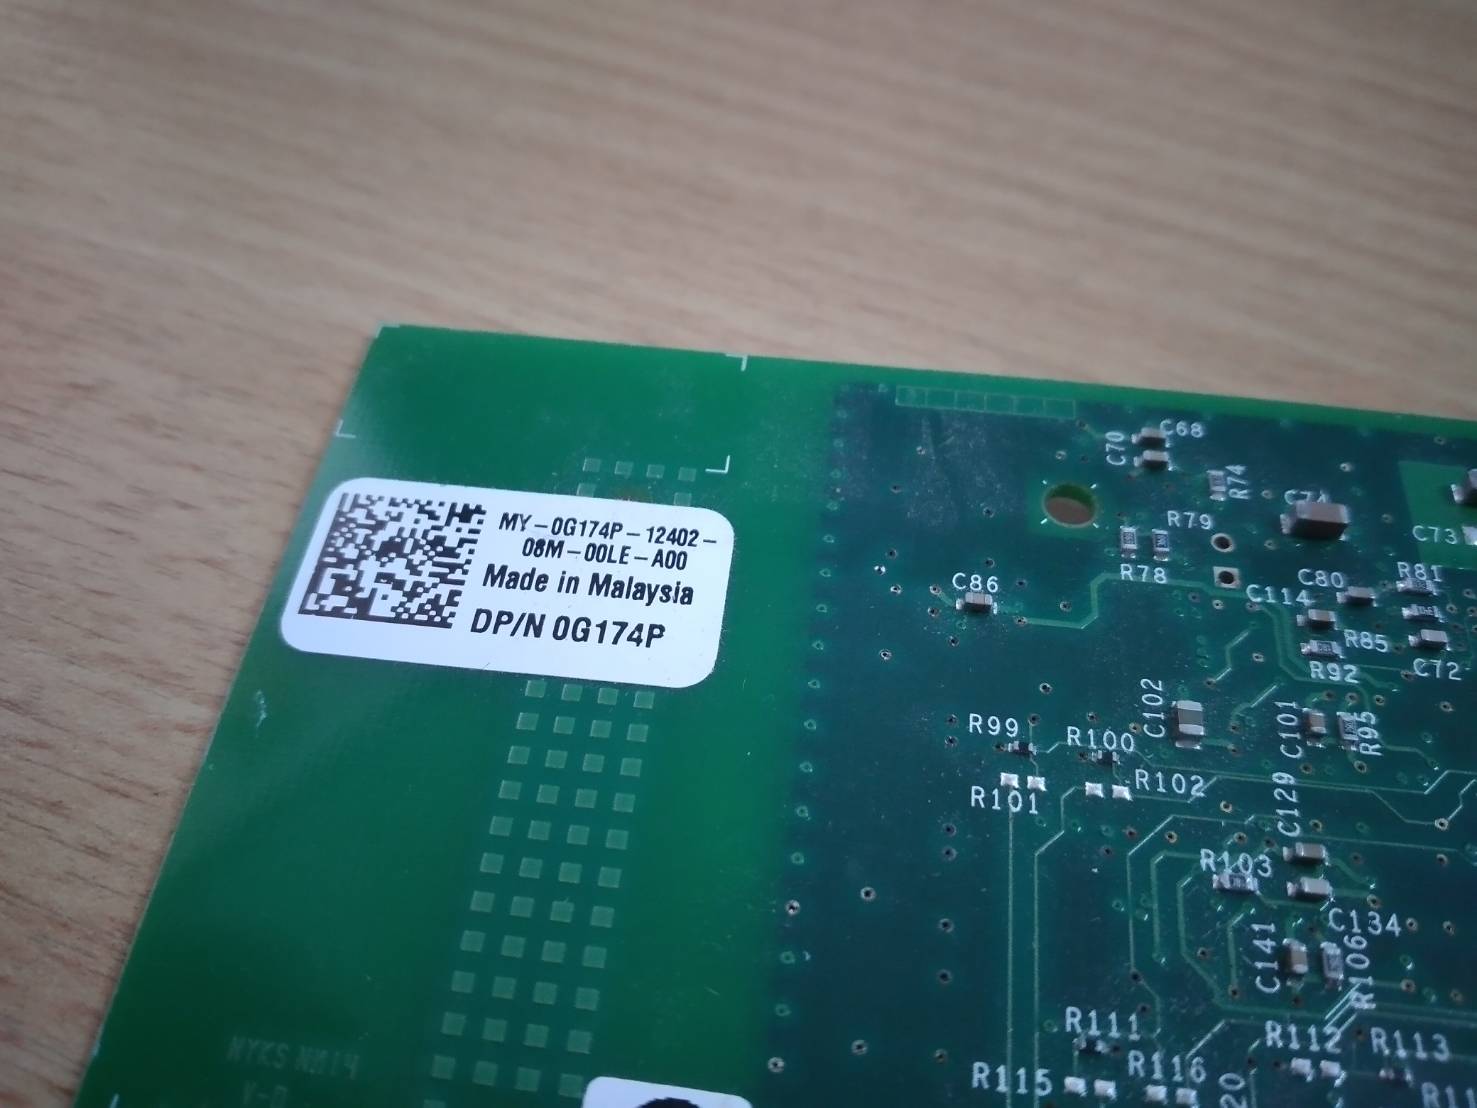 MY-0G174P-12402-
08M-00LE-A00
Made in Malaysia
DP/N 0G174P
C68
C70
R74
C74
R79
C73
R78
C80
R81
C86
C114
R85
R92
C72
C102
C101
R95
R99
R100
R101
R102
C129
R103
C134
C141
R106
R111
R112
R113
R115
R116